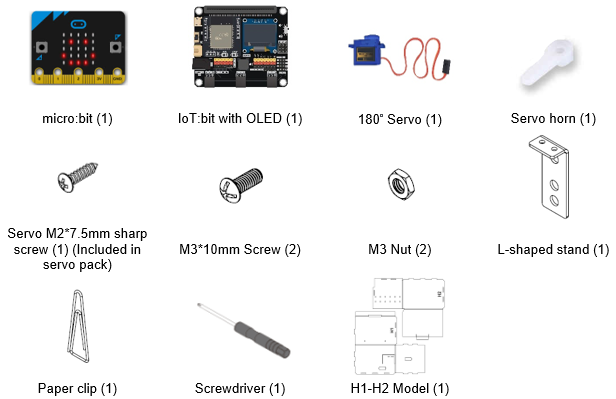 micro:bit (1)
IoT:bit with OLED (1)
180° Servo (1)
Servo horn (1)
Servo M2*7.5mm sharp
screw (1) (Included in
servo pack)
M3*10mm Screw (2)
M3 Nut (2)
L-shaped stand (1)
H2
H1
Paper clip (1)
Screwdriver (1)
H1-H2 Model (1)